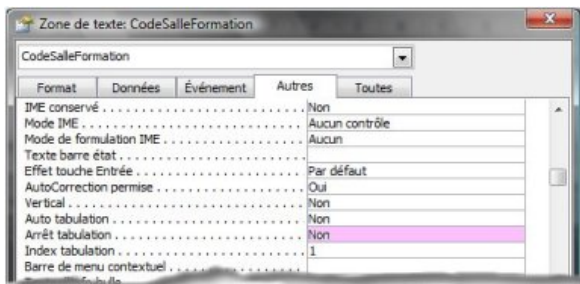 Zone de texte: CodeSalleFormation
CodeSalleFormation
Format Données Événement Autres Toutes
IME conservé . . . . . . . . . . . . . . . . . . . . . . . . . . Non
Mode IME . . . . . . . . . . . . . . . . . . . . . . . . . . . . Aucun contrôle
Mode de formulation IME . . . . . . . . . . . . . . . . . Aucun
Texte barre état . . . . . . . . . . . . . . . . . . . . . . .
Effet touche Entrée . . . . . . . . . . . . . . . . . . . . Par défaut
AutoCorrection permise . . . . . . . . . . . . . . . . . Oui
Vertical . . . . . . . . . . . . . . . . . . . . . . . . . . . . . Non
Auto tabulation . . . . . . . . . . . . . . . . . . . . . . . Non
Arrêt tabulation . . . . . . . . . . . . . . . . . . . . . . . Non
Index tabulation . . . . . . . . . . . . . . . . . . . . . . 1
Barre de menu contextuel . . . . . . . . . . . . . . .